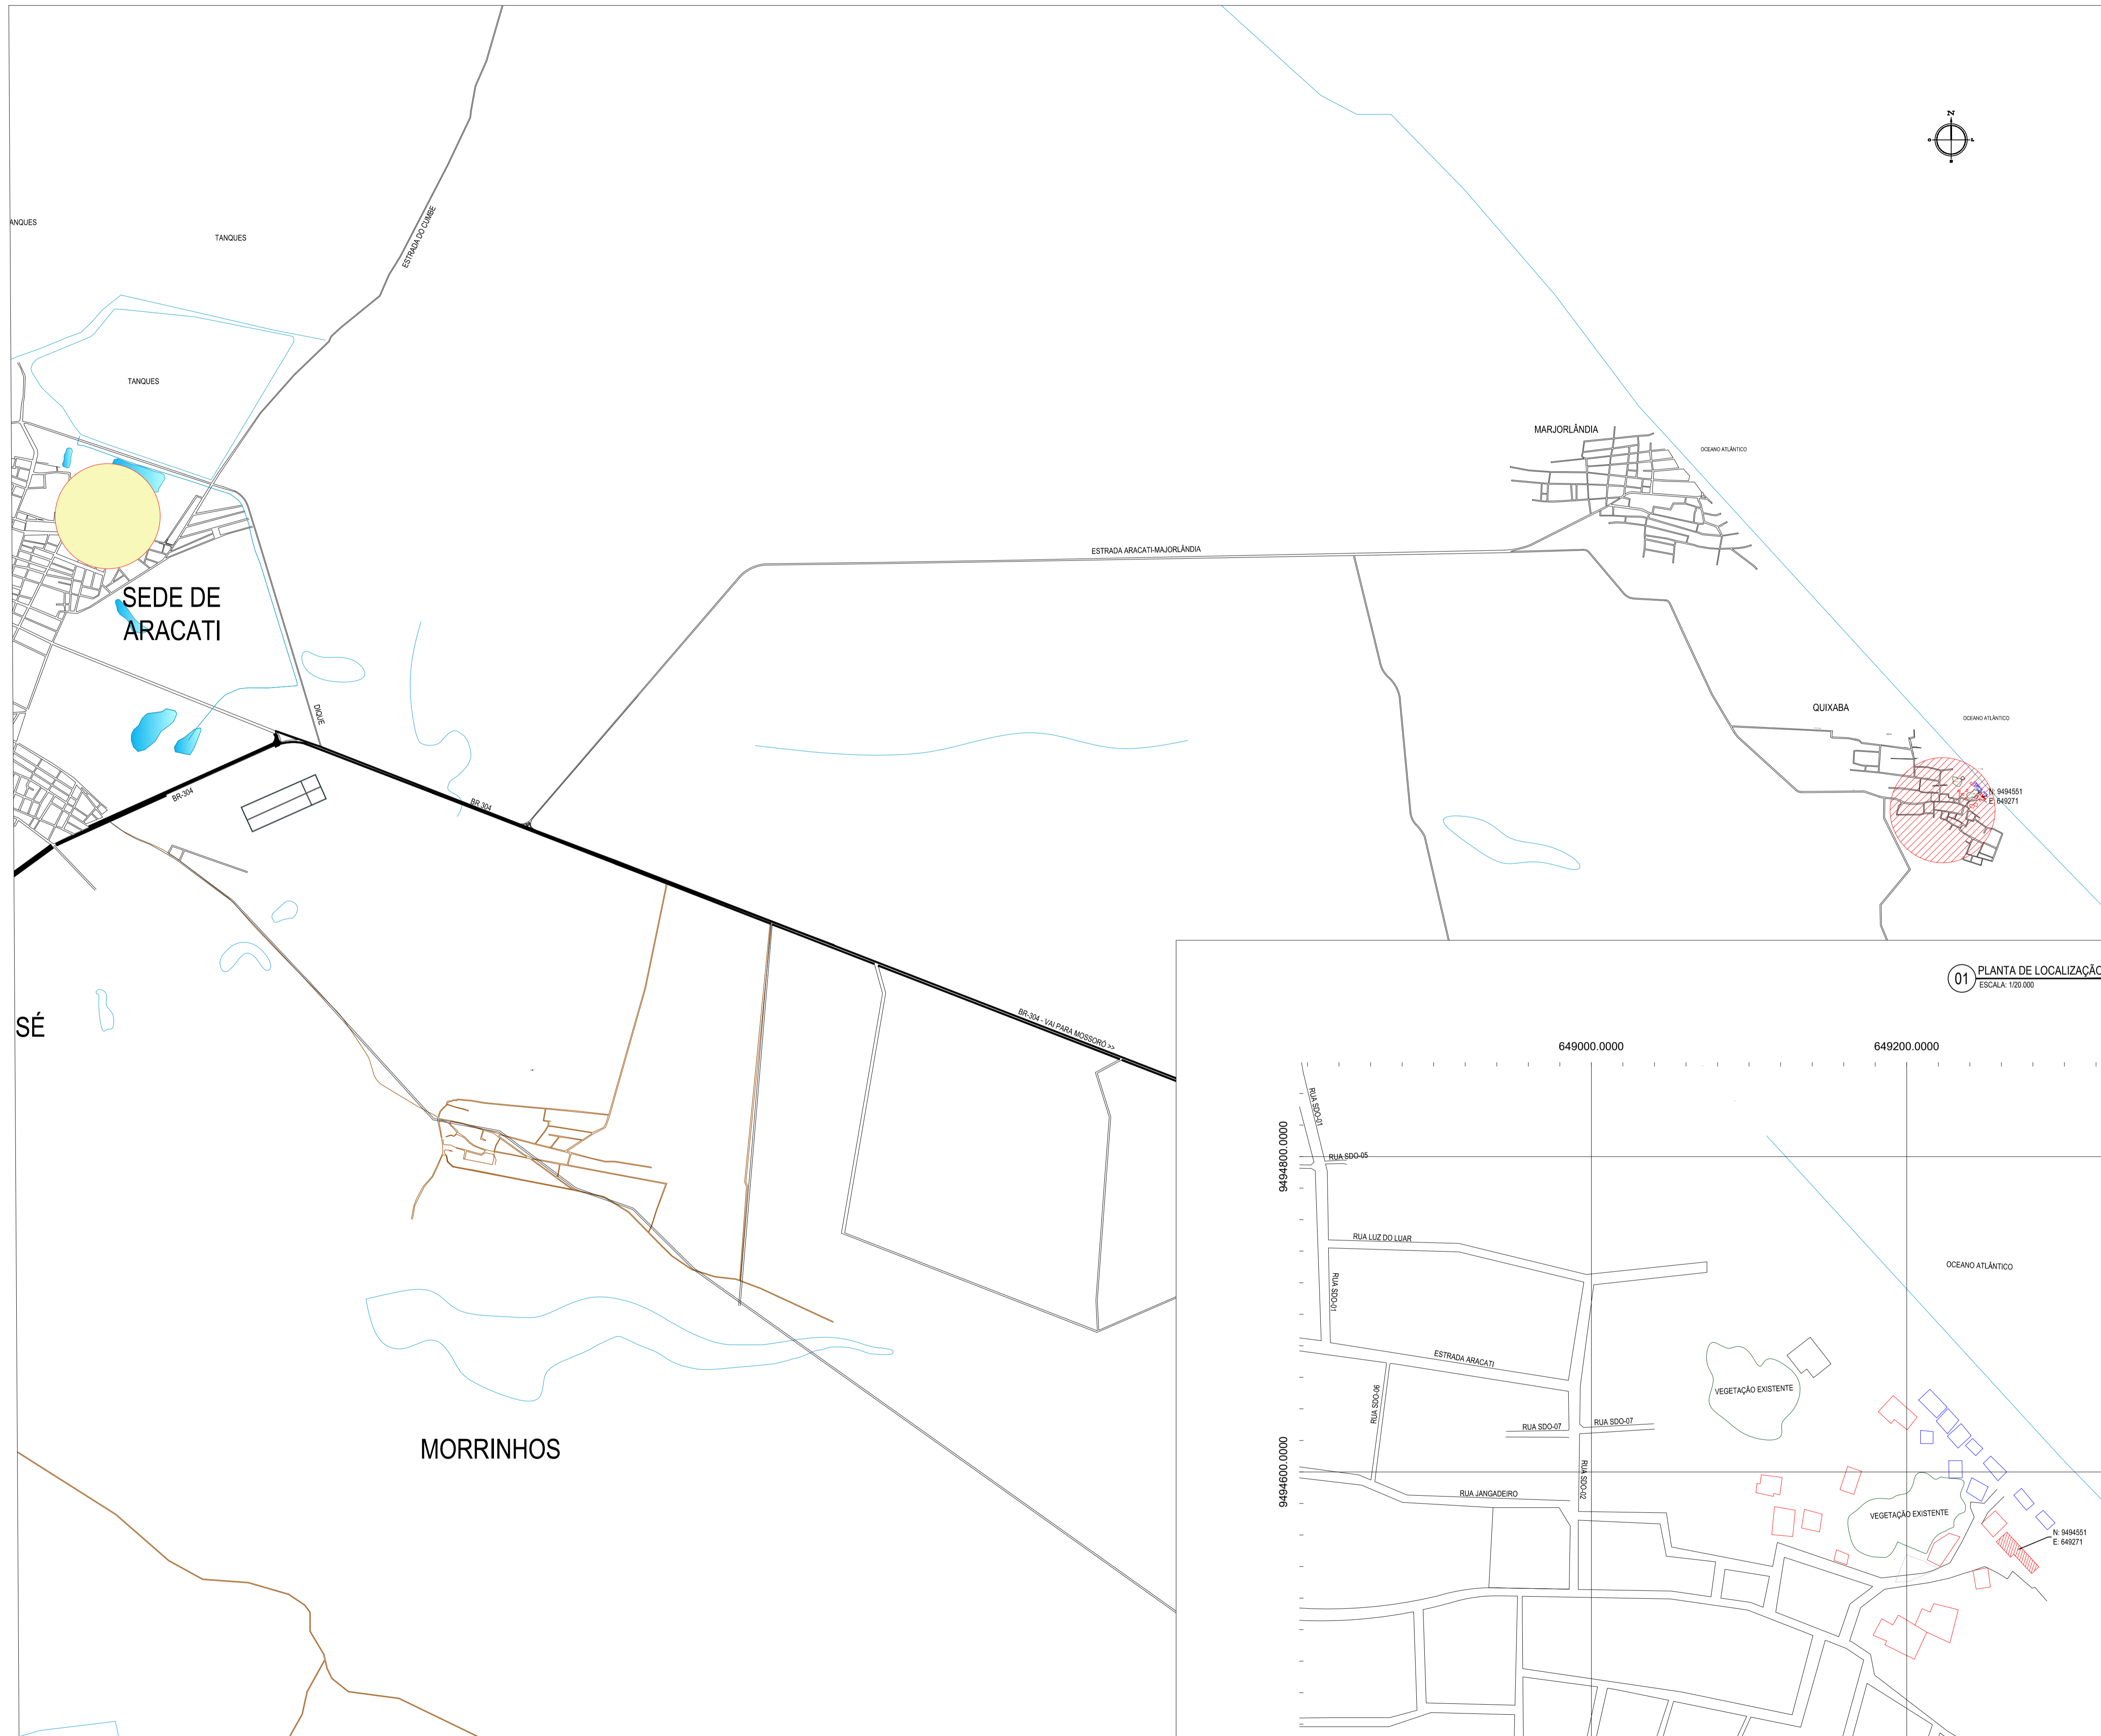 N
O
L
S
ANQUES
TANQUES
ESTRADA DO CUMBE
TANQUES
MARJORLÂNDIA
OCEANO ATLÂNTICO
ESTRADA ARACATI-MAJORLÂNDIA
SEDE DE
ARACATI
DIQUE
QUIXABA
OCEANO ATLÂNTICO
BR-304
BR 304
N: 9494551
E: 649271
SÉ
BR-304 - VAI PARA MOSSORÓ >>
MORRINHOS
01
PLANTA DE LOCALIZAÇÃO
ESCALA: 1/20.000
649000.0000
649200.0000
9494800.0000
RUA SDO-01
RUA SDO-05
RUA LUZ DO LUAR
OCEANO ATLÂNTICO
RUA SDO-01
ESTRADA ARACATI
RUA SDO-06
VEGETAÇÃO EXISTENTE
RUA SDO-07
RUA SDO-07
9494600.0000
RUA SDO-02
RUA JANGADEIRO
VEGETAÇÃO EXISTENTE
N: 9494551
E: 649271